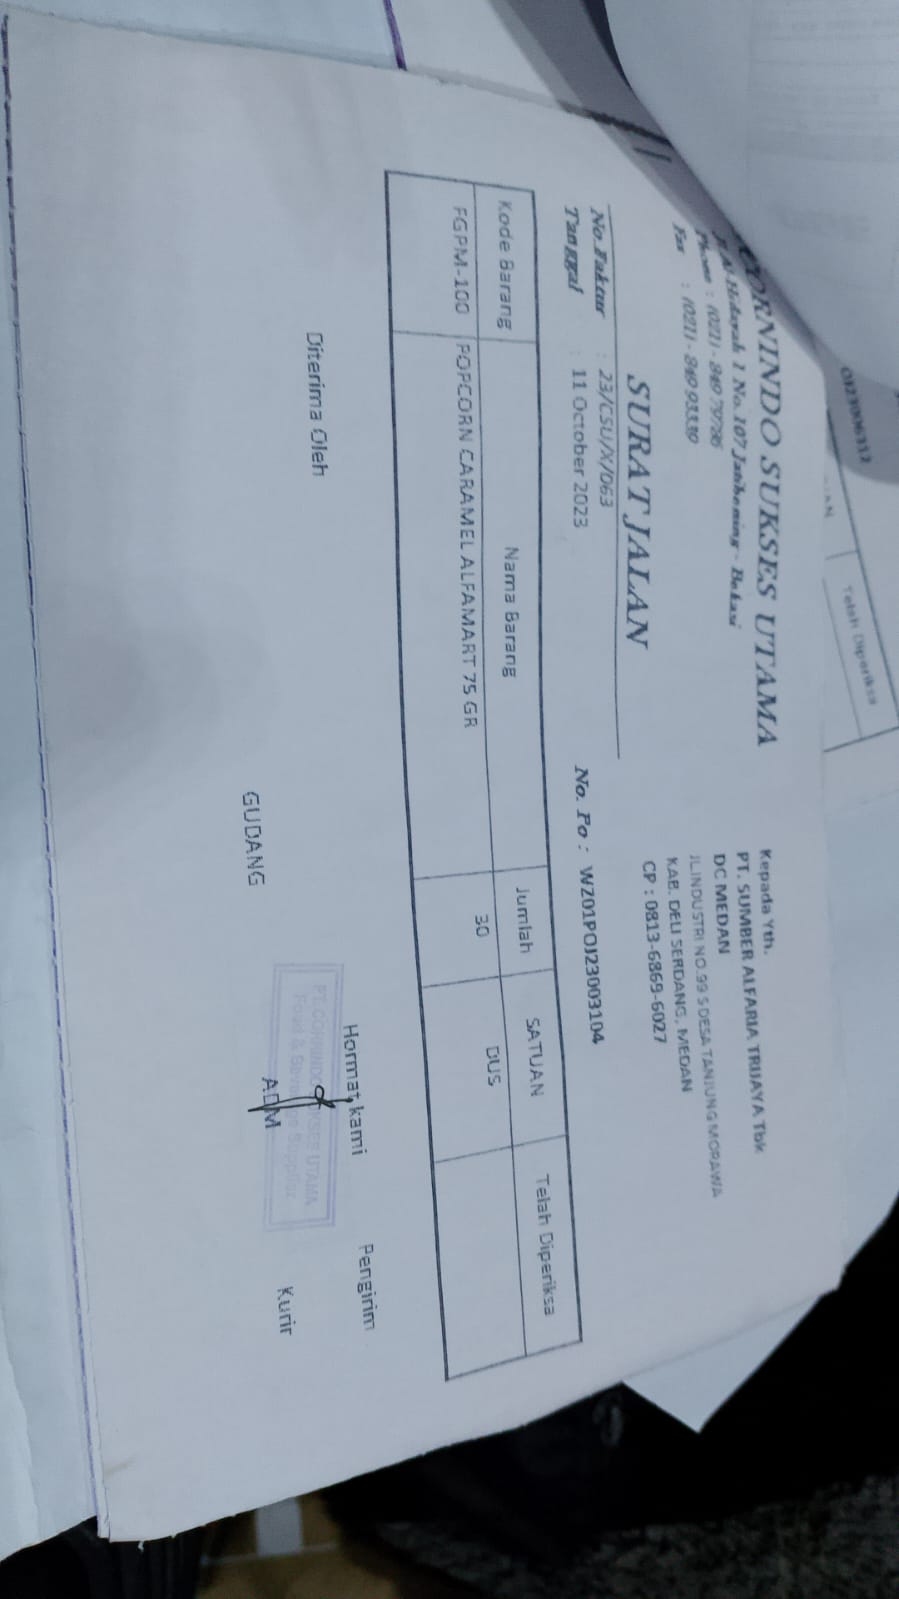 OJ23006312
Telah Diperiksa
CORNINDO SUKSES UTAMA
Jl. Al-Hidayah 1 No. 107 Jatibening - Bekasi
Phone : (021) - 849 79786
Fax : (021) - 849 93339
Kepada Yth.
PT. SUMBER ALFARIA TRIJAYA Tbk
DC MEDAN
JL.INDUSTRI NO.99 S DESA TANJUNG MORAWA
KAB. DELI SERDANG, MEDAN
CP : 0813-6869-6027
SURAT JALAN
No.Faktur : 23/CSU/X/063
Tanggal : 11 October 2023
No. Po : WZ01POJ23003104
Kode Barang Nama Barang Jumlah SATUAN Telah Diperiksa
FGPM-100 POPCORN CARAMEL ALFAMART 75 GR 30 DUS
Diterima Oleh Hormat kami Pengirim
PT.CORNINDO SUKSES UTAMA
Food & Beverage Supplier
GUDANG ADM Kurir